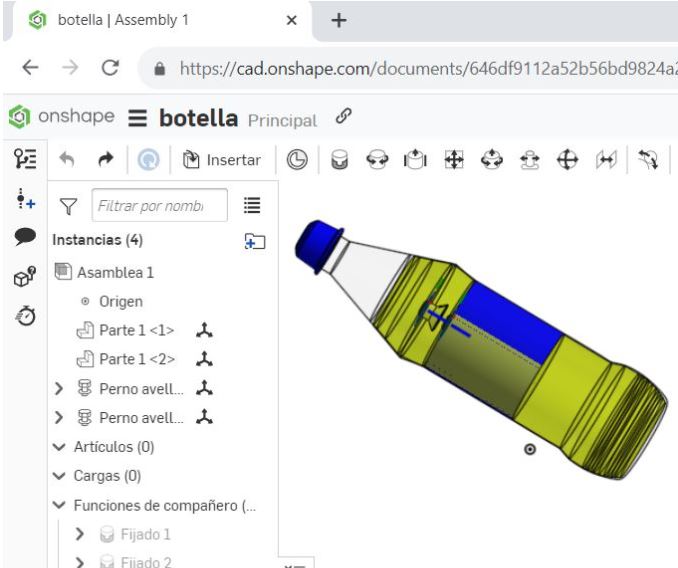 botella | Assembly 1
https://cad.onshape.com/documents/646df9112a52b56bd9824a2
onshape botella Principal
Insertar
Filtrar por nombi
Instancias (4)
Asamblea 1
Origen
Parte 1 <1>
Parte 1 <2>
Perno avell...
Perno avell...
Artículos (0)
Cargas (0)
Funciones de compañero (...
Fijado 1
Fijado 2